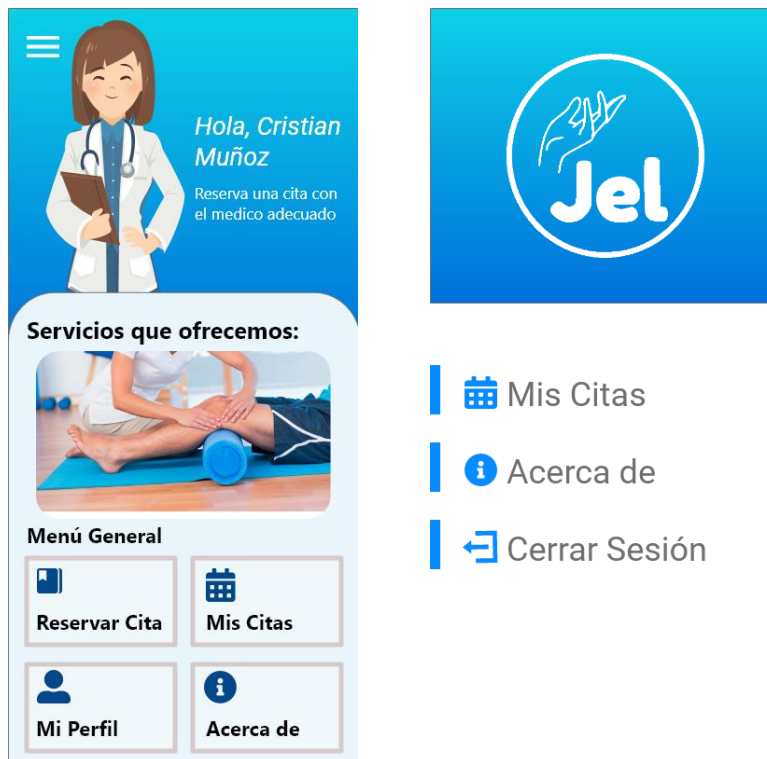 Hola, Cristian
Muñoz
Reserva una cita con
el medico adecuado
Servicios que ofrecemos:
Menú General
Reservar Cita
Mis Citas
Mi Perfil
Acerca de
Jel
Mis Citas
Acerca de
Cerrar Sesión